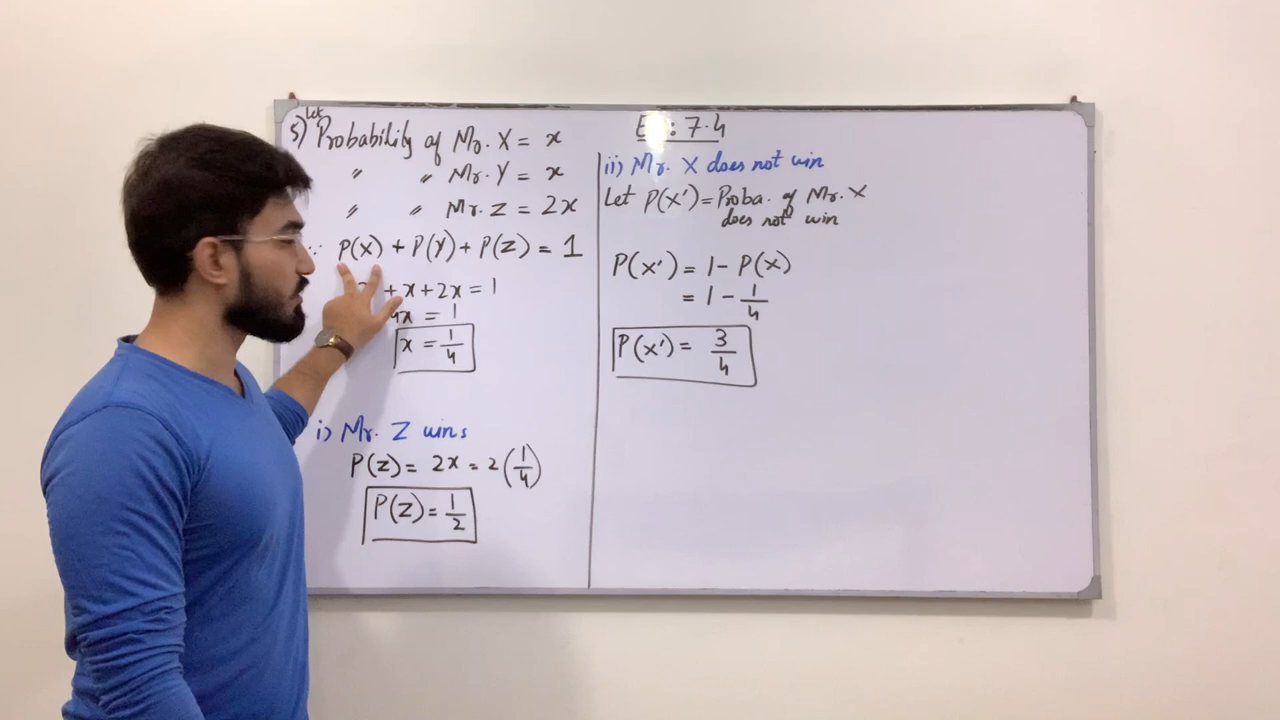 Ex: 7.4
5) Let Probability of Mr. X = x
" " Mr. Y = x
" " Mr. Z = 2x
∵ P(X) + P(Y) + P(Z) = 1
+ x + 2x = 1
4x = 1
x = 1/4
i) Mr. Z wins
P(Z) = 2x = 2(1/4)
P(Z) = 1/2
ii) Mr. X does not win
Let P(X') = Proba. of Mr. X
does not win
P(X') = 1 - P(X)
= 1 - 1/4
P(X') = 3/4